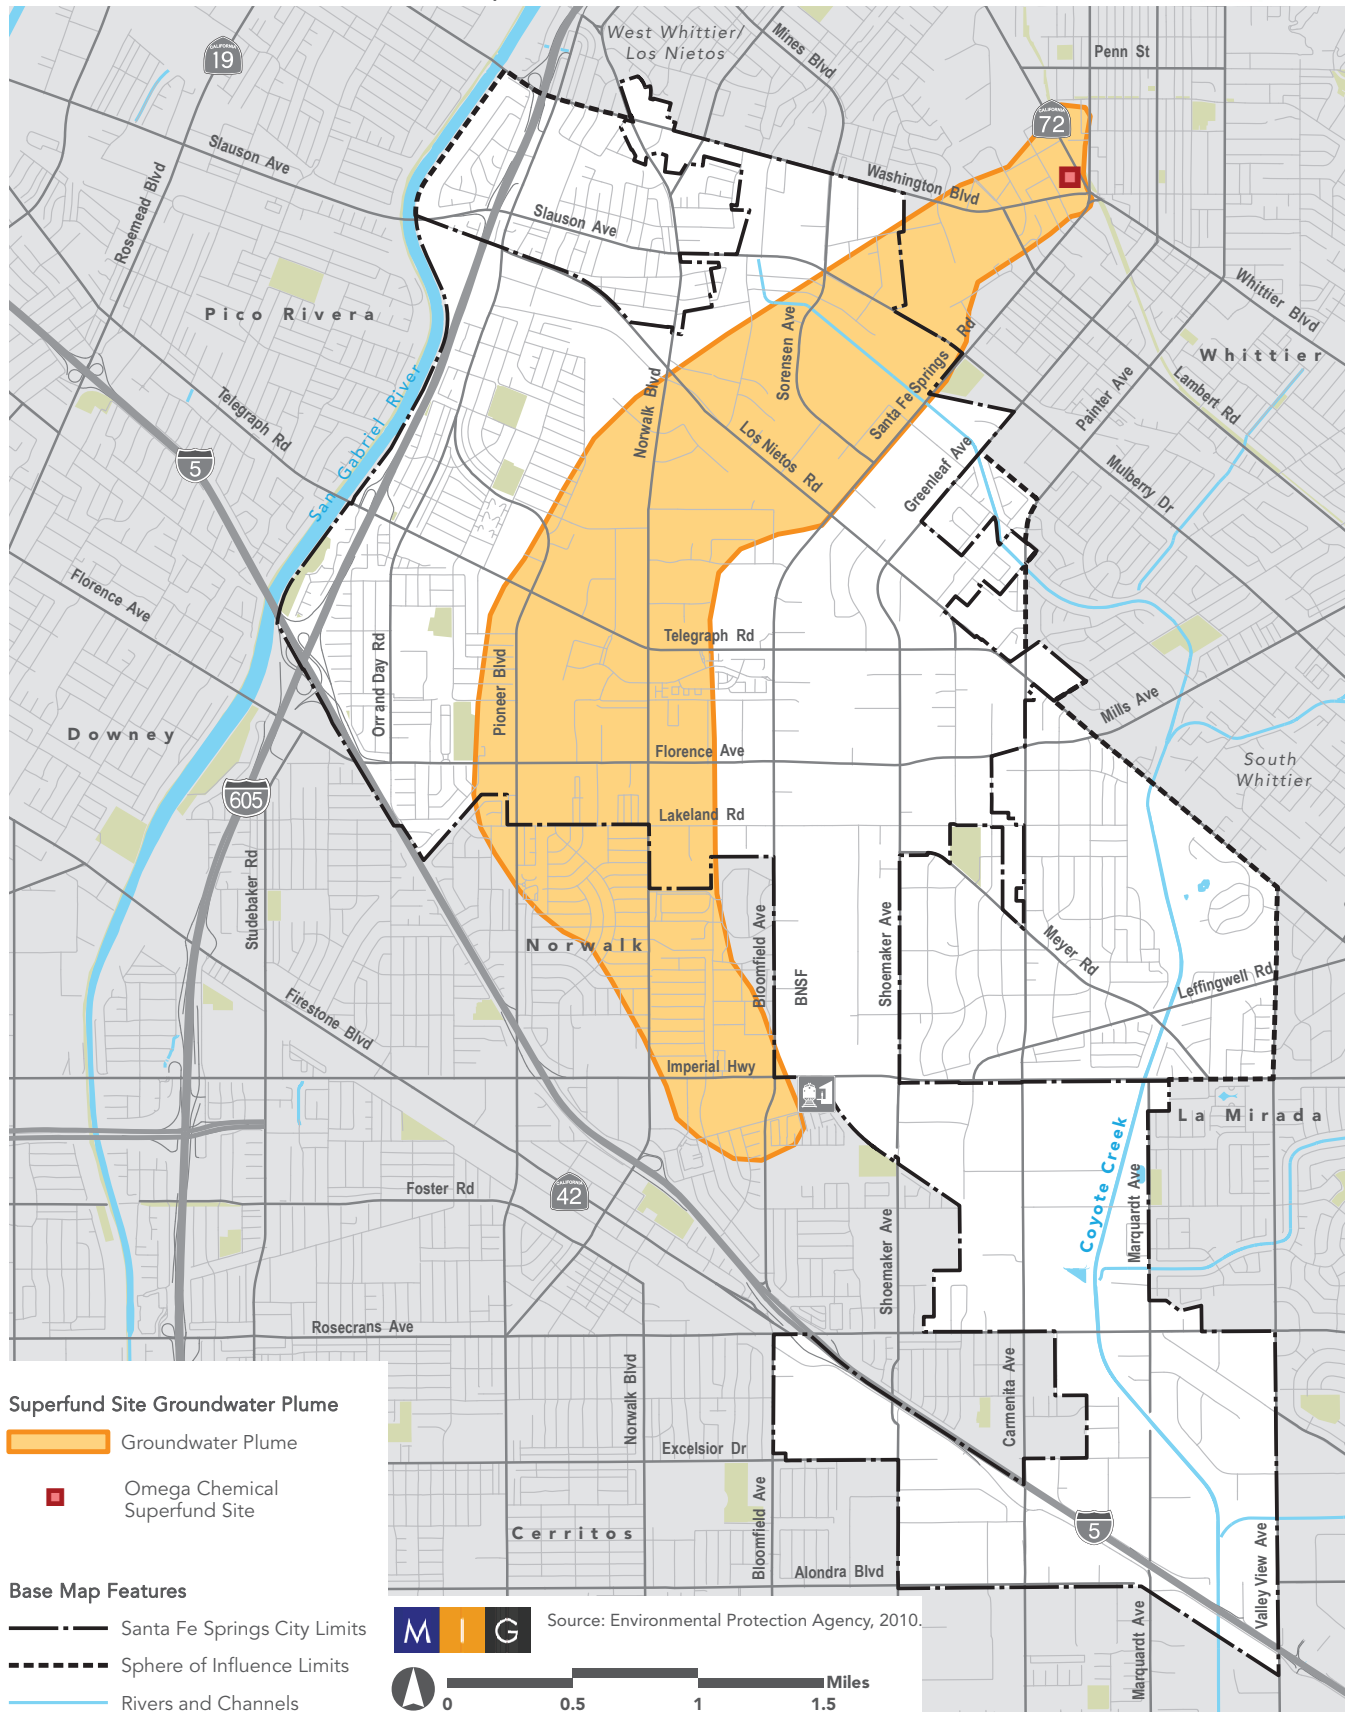 West Whittier/
Los Nietos
Mines Blvd
Penn St
CALIFORNIA
19
CALIFORNIA
72
Slauson Ave
Rosemead Blvd
Washington Blvd
Slauson Ave
Whittier Blvd
Pico Rivera
Whittier
San Gabriel River
Sorensen Ave
Santa Fe Springs Rd
Painter Ave
Lambert Rd
Telegraph Rd
Norwalk Blvd
Los Nietos Rd
Greenleaf Ave
Mulberry Dr
5
Florence Ave
Telegraph Rd
Orr and Day Rd
Pioneer Blvd
Mills Ave
Downey
Florence Ave
South
Whittier
605
Lakeland Rd
Studebaker Rd
Norwalk
Bloomfield Ave
BNSF
Shoemaker Ave
Meyer Rd
Leffingwell Rd
Firestone Blvd
Imperial Hwy
La Mirada
Coyote Creek
Marquardt Ave
Foster Rd
CALIFORNIA
42
Shoemaker Ave
Rosecrans Ave
Norwalk Blvd
Carmenita Ave
Excelsior Dr
Bloomfield Ave
Cerritos
5
Valley View Ave
Alondra Blvd
Marquardt Ave
Superfund Site Groundwater Plume
Groundwater Plume
Omega Chemical
Superfund Site
Base Map Features
Santa Fe Springs City Limits
Sphere of Influence Limits
Rivers and Channels
M I G
Source: Environmental Protection Agency, 2010.
Miles
0 0.5 1 1.5